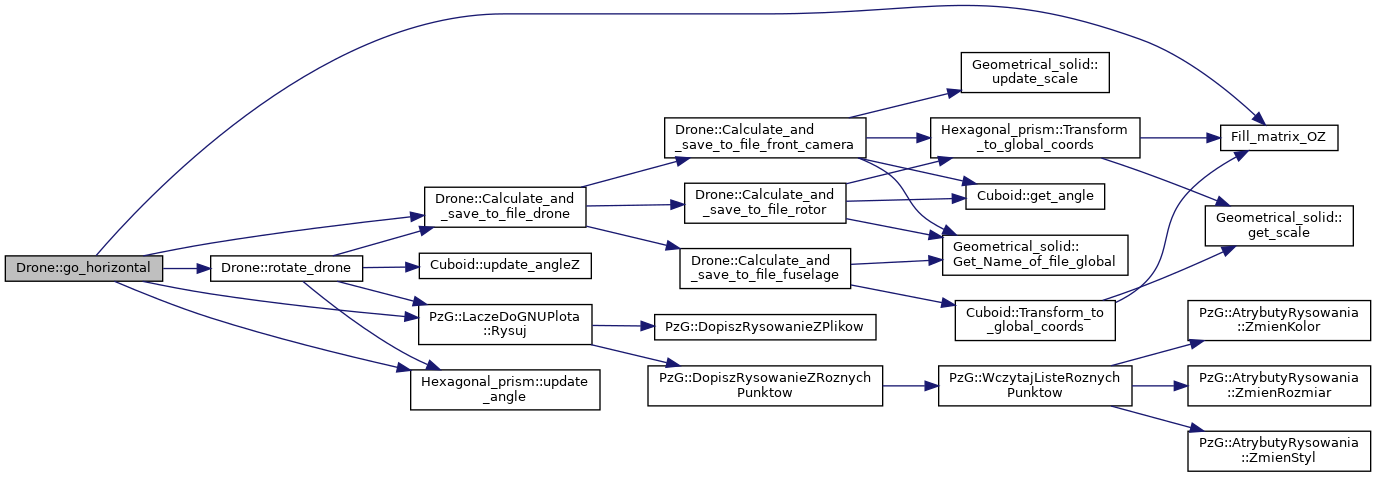 Drone::go_horizontal
Drone::rotate_drone
Drone::Calculate_and
_save_to_file_drone
Cuboid::update_angleZ
PzG::LaczeDoGNUPlota
::Rysuj
Hexagonal_prism::update
_angle
Drone::Calculate_and
_save_to_file_front_camera
Drone::Calculate_and
_save_to_file_rotor
Drone::Calculate_and
_save_to_file_fuselage
PzG::DopiszRysowanieZPlikow
PzG::DopiszRysowanieZRoznych
Punktow
Geometrical_solid::
update_scale
Hexagonal_prism::Transform
_to_global_coords
Cuboid::get_angle
Geometrical_solid::
Get_Name_of_file_global
Cuboid::Transform_to
_global_coords
PzG::WczytajListeRoznych
Punktow
Fill_matrix_OZ
Geometrical_solid::
get_scale
PzG::AtrybutyRysowania
::ZmienKolor
PzG::AtrybutyRysowania
::ZmienRozmiar
PzG::AtrybutyRysowania
::ZmienStyl